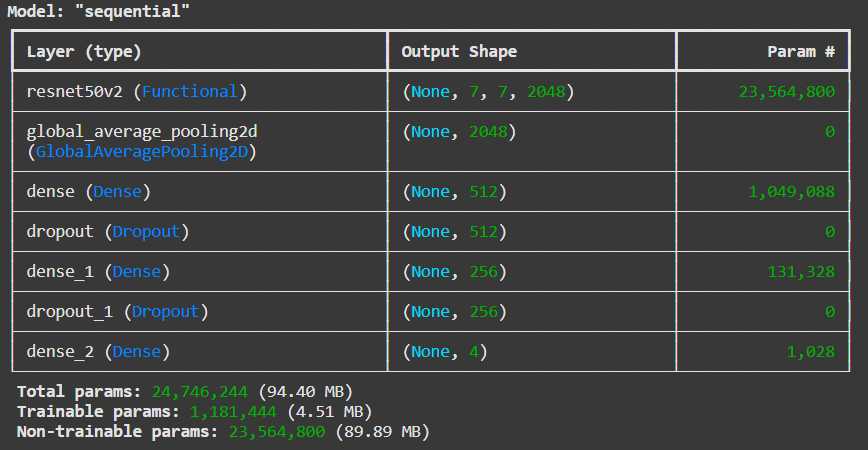 Model: "sequential"
Layer (type) Output Shape Param #
resnet50v2 (Functional) (None, 7, 7, 2048) 23,564,800
global_average_pooling2d (None, 2048) 0
(GlobalAveragePooling2D)
dense (Dense) (None, 512) 1,049,088
dropout (Dropout) (None, 512) 0
dense_1 (Dense) (None, 256) 131,328
dropout_1 (Dropout) (None, 256) 0
dense_2 (Dense) (None, 4) 1,028
Total params: 24,746,244 (94.40 MB)
Trainable params: 1,181,444 (4.51 MB)
Non-trainable params: 23,564,800 (89.89 MB)